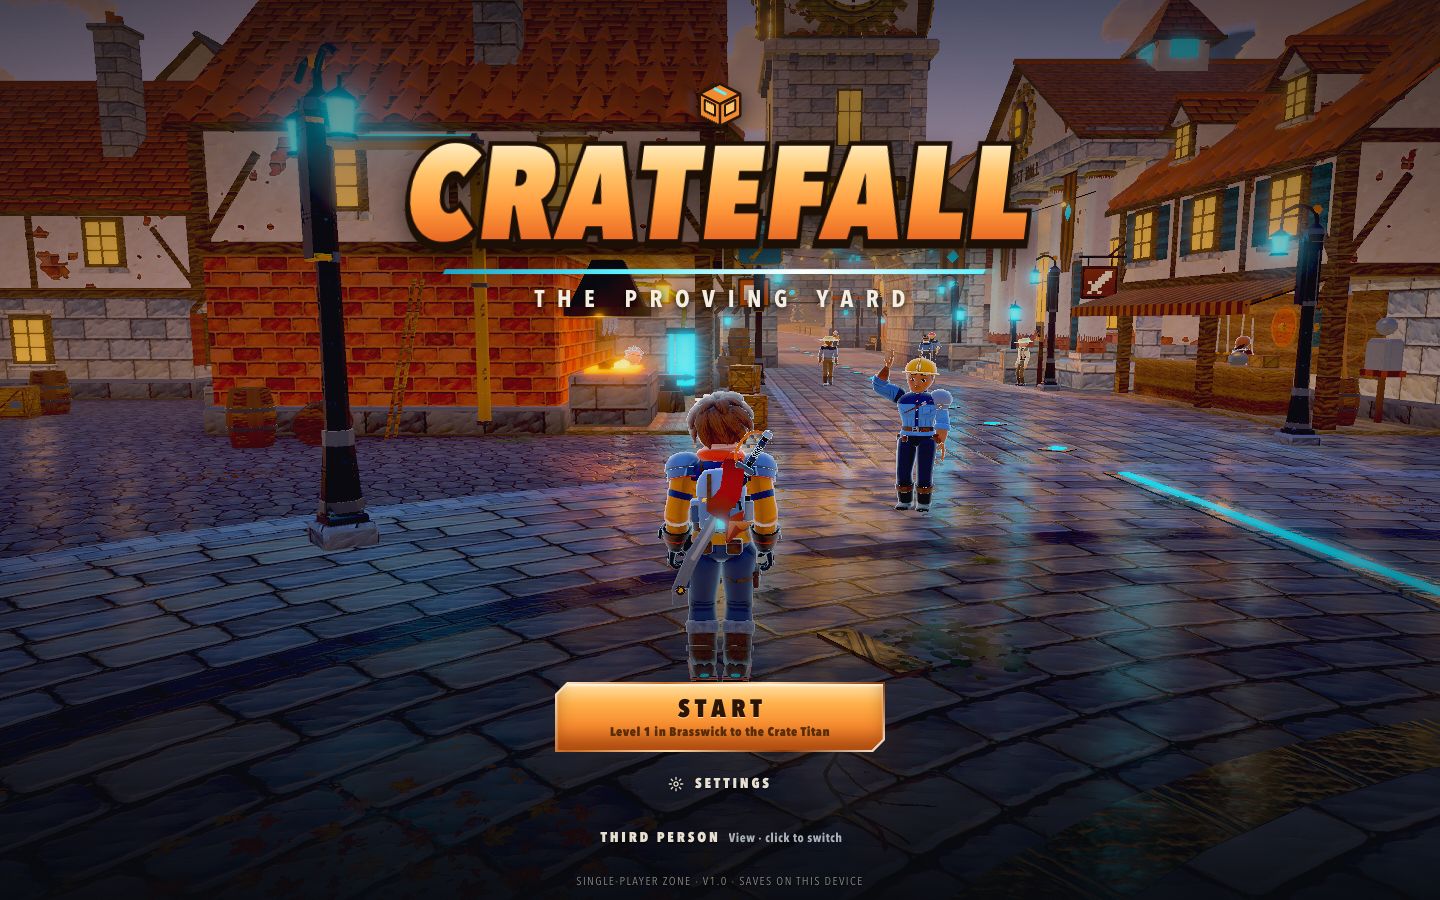 CRATEFALL
THE PROVING YARD
START
Level 1 in Brasswick to the Crate Titan
SETTINGS
THIRD PERSON View · click to switch
SINGLE-PLAYER ZONE · V1.0 · SAVES ON THIS DEVICE